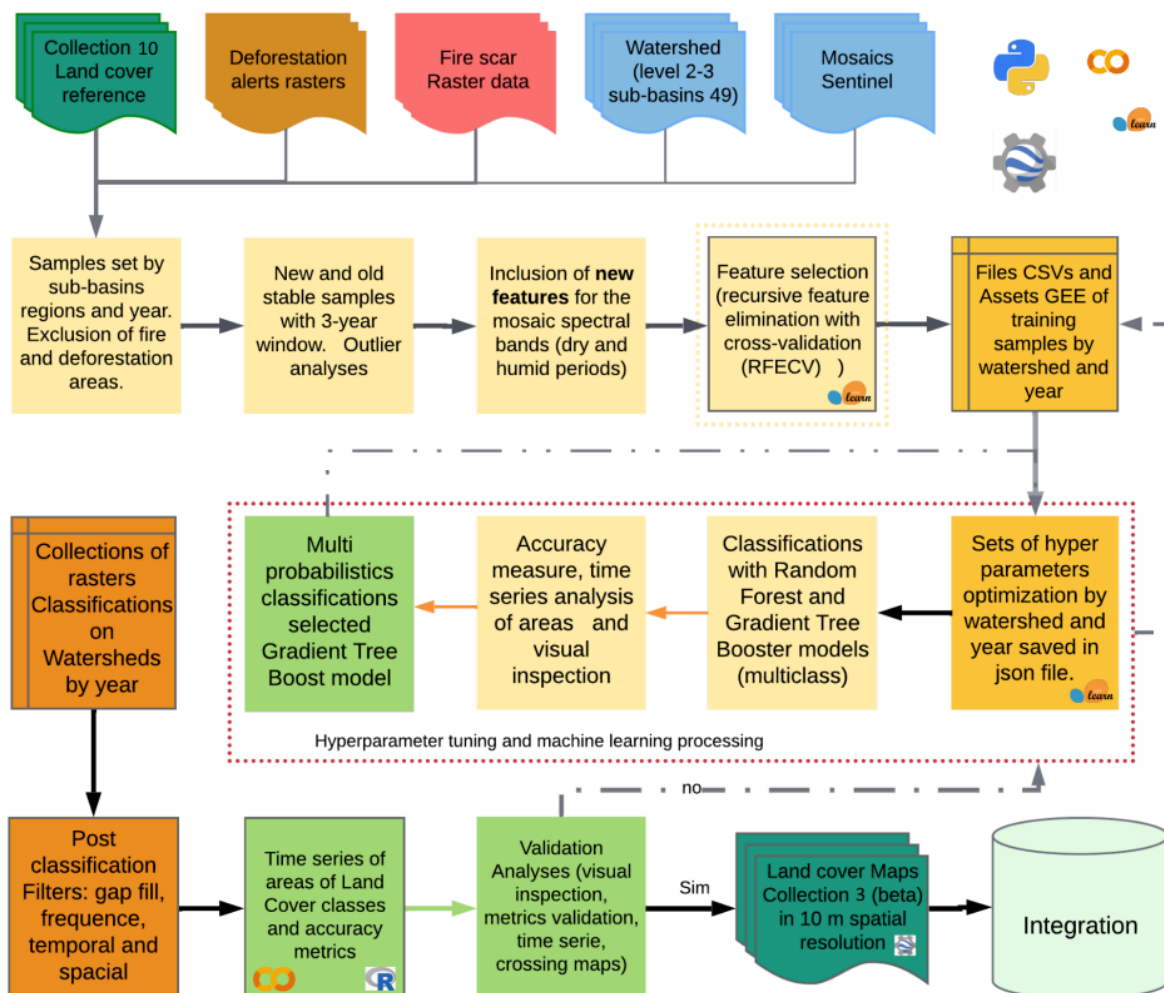 Collection 10
Land cover
reference
Deforestation
alerts rasters
Fire scar
Raster data
Watershed
(level 2-3
sub-basins 49)
Mosaics
Sentinel
learn
Samples set by
sub-basins
regions and year.
Exclusion of fire
and deforestation
areas.
New and old
stable samples
with 3-year
window. Outlier
analyses
Inclusion of new
features for the
mosaic spectral
bands (dry and
humid periods)
Feature selection
(recursive feature
elimination with
cross-validation
(RFECV) )
learn
Files CSVs and
Assets GEE of
training
samples by
watershed and
year
Collections of
rasters
Classifications
on
Watersheds
by year
Multi
probabilistics
classifications
selected
Gradient Tree
Boost model
Accuracy
measure, time
series analysis
of areas and
visual
inspection
Classifications
with Random
Forest and
Gradient Tree
Booster models
(multiclass)
Sets of hyper
parameters
optimization by
watershed and
year saved in
json file.
learn
Hyperparameter tuning and machine learning processing
no
Post
classification
Filters: gap fill,
frequence,
temporal and
spacial
Time series of
areas of Land
Cover classes
and accuracy
metrics
R
Validation
Analyses (visual
inspection,
metrics validation,
time serie,
crossing maps)
Sim
Land cover Maps
Collection 3 (beta)
in 10 m spatial
resolution
Integration